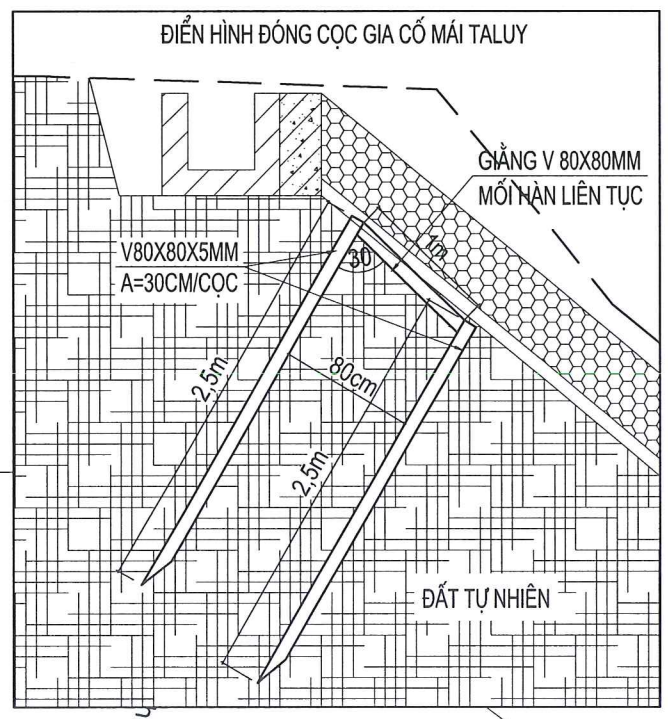 ĐIỂN HÌNH ĐÓNG CỌC GIA CỐ MÁI TALUY
GIẰNG V 80X80MM
MỐI HÀN LIÊN TỤC
V80X80X5MM
A=30CM/CỌC
30
1m
2,5m
80cm
2,5m
ĐẤT TỰ NHIÊN